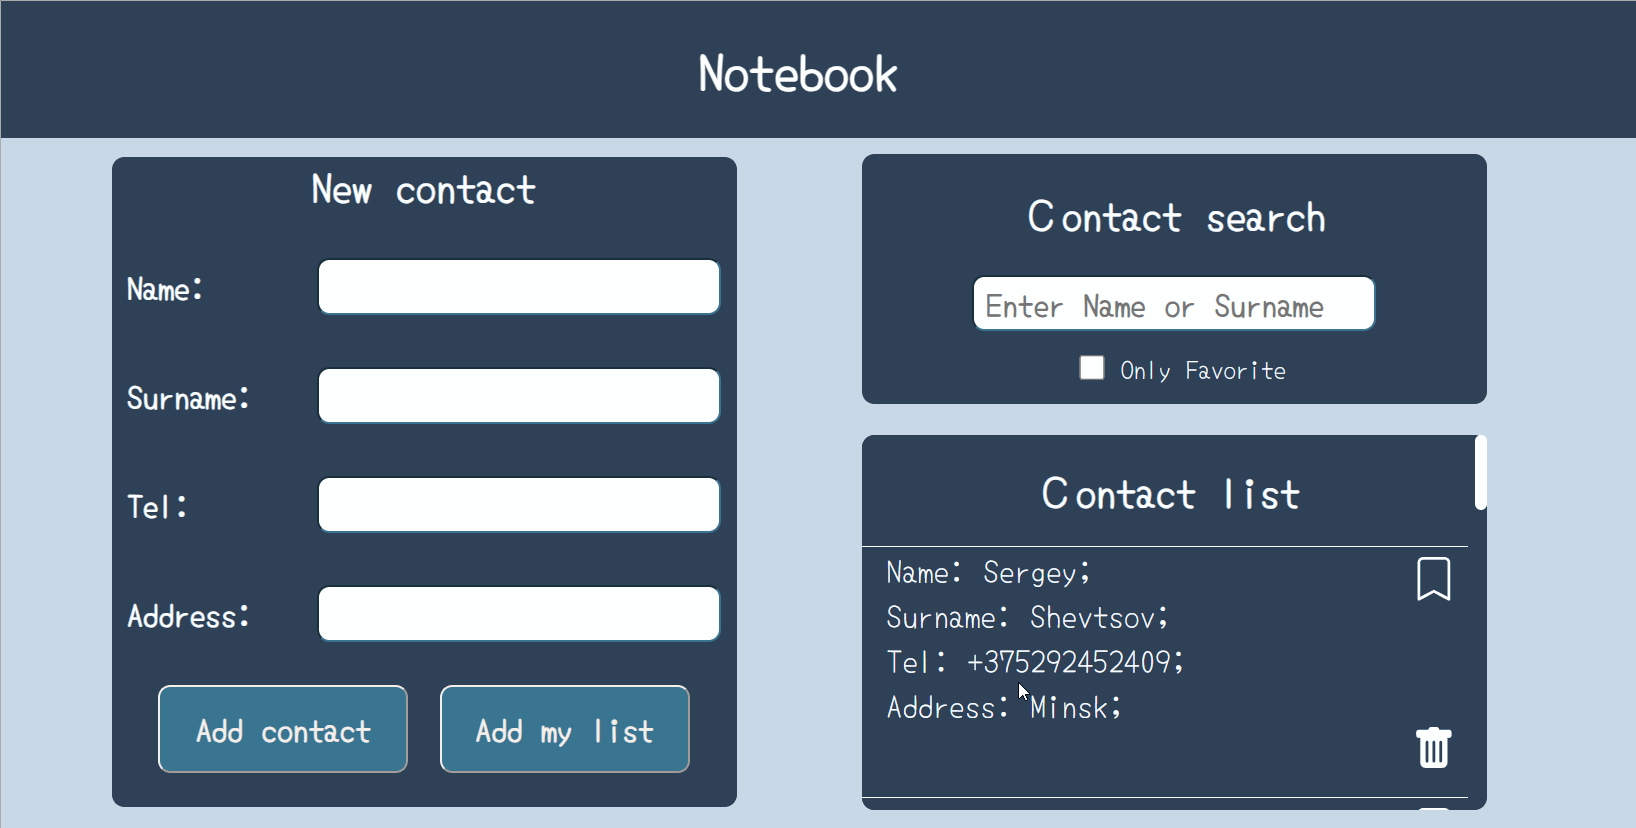 Notebook
New contact
Name:
Surname:
Tel:
Address:
Add contact
Add my list
Contact search
Enter Name or Surname
Only Favorite
Contact list
Name: Sergey;
Surname: Shevtsov;
Tel: +375292452409;
Address: Minsk;